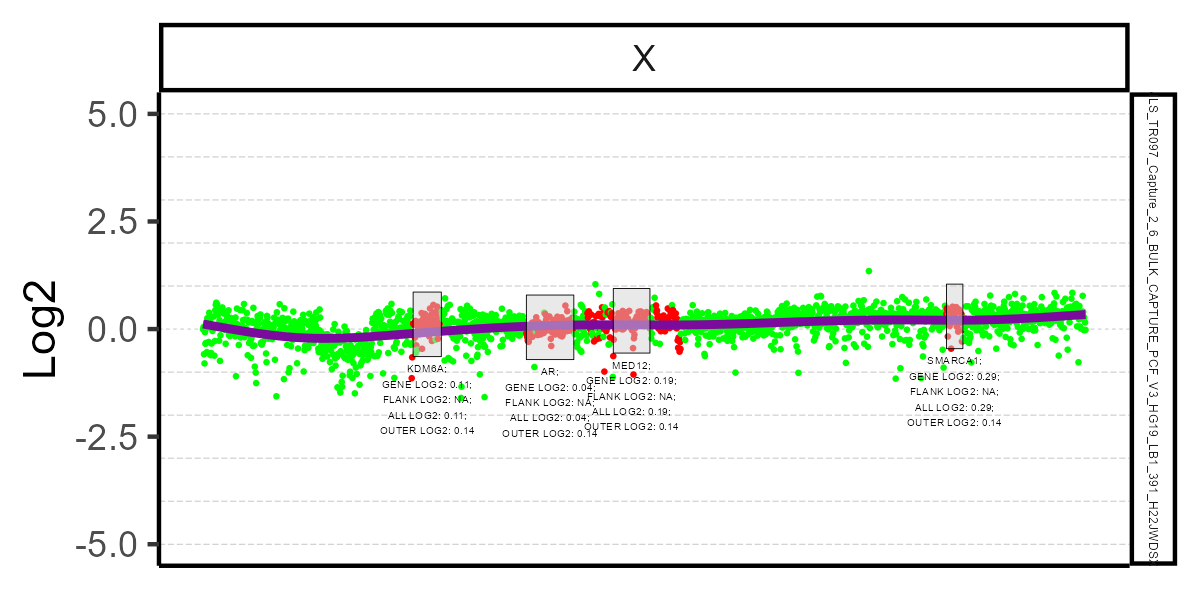 X
5.0
2.5
0.0
-2.5
-5.0
Log2
KDM6A;
GENE LOG2: 0.11;
FLANK LOG2: NA;
ALL LOG2: 0.11;
OUTER LOG2: 0.14
AR;
GENE LOG2: 0.04;
FLANK LOG2: NA;
ALL LOG2: 0.04;
OUTER LOG2: 0.14
MED12;
GENE LOG2: 0.19;
FLANK LOG2: NA;
ALL LOG2: 0.19;
OUTER LOG2: 0.14
SMARCA1;
GENE LOG2: 0.29;
FLANK LOG2: NA;
ALL LOG2: 0.29;
OUTER LOG2: 0.14
LS_TR097_Capture_2_6_BULK_CAPTURE_PCF_V3_HG19_LB1_391_H22JWDS